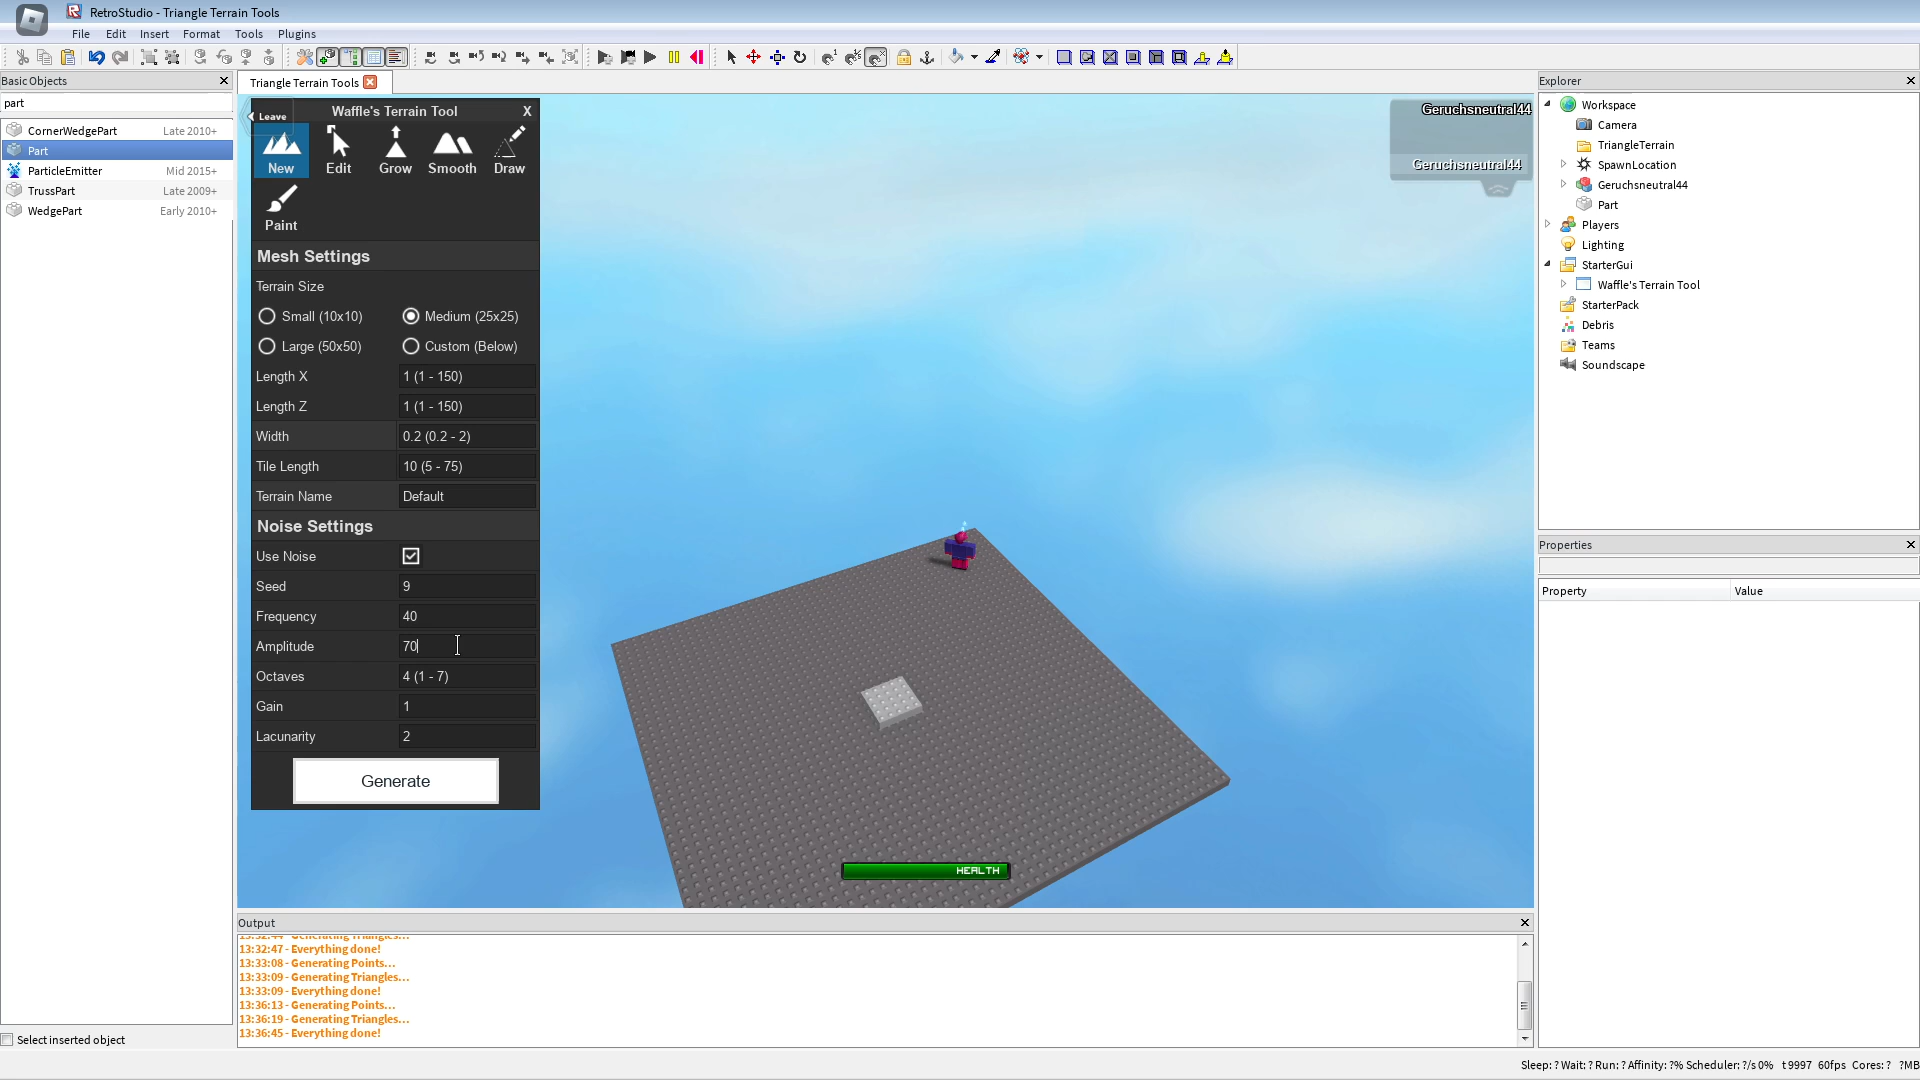 RetroStudio - Triangle Terrain Tools
File Edit Insert Format Tools Plugins
Basic Objects
part
CornerWedgePart Late 2010+
Part
ParticleEmitter Mid 2015+
TrussPart Late 2009+
WedgePart Early 2010+
Select inserted object
Triangle Terrain Tools
Leave
Waffle's Terrain Tool X
New Edit Grow Smooth Draw
Paint
Mesh Settings
Terrain Size
Small (10x10) Medium (25x25)
Large (50x50) Custom (Below)
Length X 1 (1 - 150)
Length Z 1 (1 - 150)
Width 0.2 (0.2 - 2)
Tile Length 10 (5 - 75)
Terrain Name Default
Noise Settings
Use Noise
Seed 9
Frequency 40
Amplitude 70
Octaves 4 (1 - 7)
Gain 1
Lacunarity 2
Generate
Geruchsneutral44
Geruchsneutral44
HEALTH
Output
13:32:44 - Generating Triangles...
13:32:47 - Everything done!
13:33:08 - Generating Points...
13:33:09 - Generating Triangles...
13:33:09 - Everything done!
13:36:13 - Generating Points...
13:36:19 - Generating Triangles...
13:36:45 - Everything done!
Explorer
Workspace
Camera
TriangleTerrain
SpawnLocation
Geruchsneutral44
Part
Players
Lighting
StarterGui
Waffle's Terrain Tool
StarterPack
Debris
Teams
Soundscape
Properties
Property Value
Sleep: ? Wait: ? Run: ? Affinity: ?% Scheduler: ?/s 0% t 9997 60fps Cores: ? ?MB